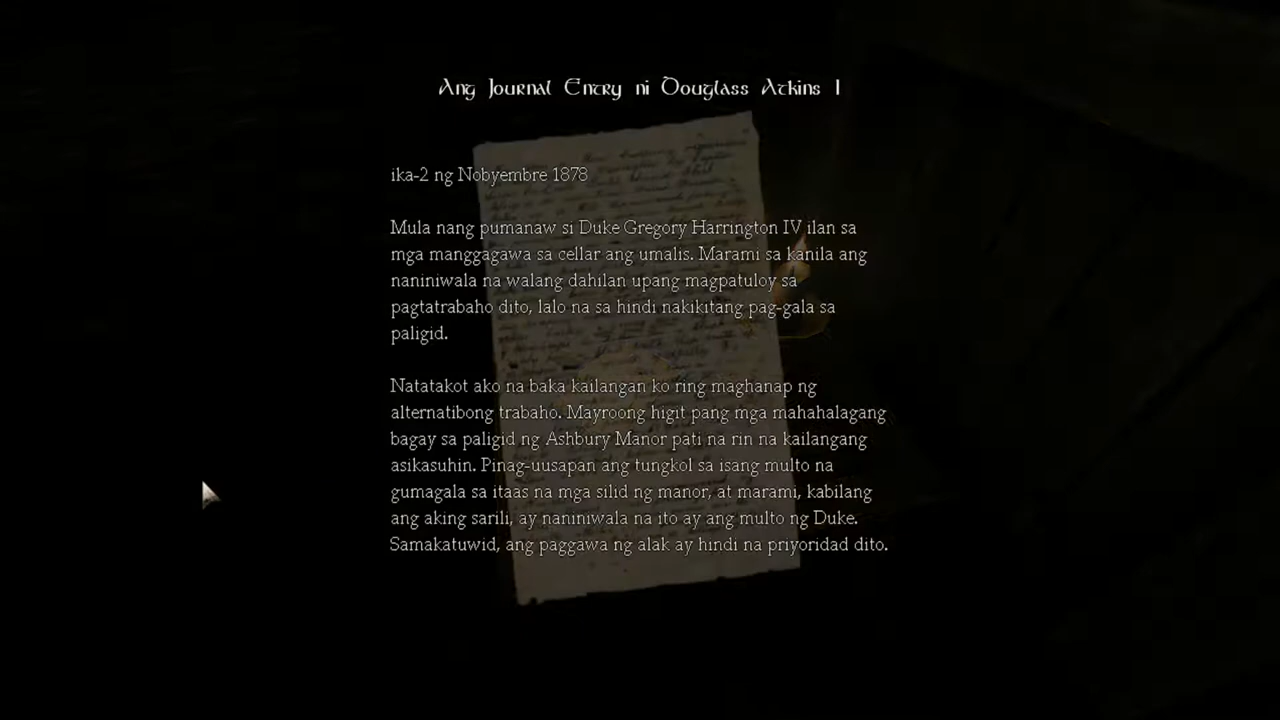 Ang Journal Entry ni Douglass Atkins I
ika-2 ng Nobyembre 1878
Mula nang pumanaw si Duke Gregory Harrington IV ilan sa
mga manggagawa sa cellar ang umalis. Marami sa kanila ang
naniniwala na walang dahilan upang magpatuloy sa
pagtatrabaho dito, lalo na sa hindi nakikitang pag-gala sa
paligid.
Natatakot ako na baka kailangan ko ring maghanap ng
alternatibong trabaho. Mayroong higit pang mga mahahalagang
bagay sa paligid ng Ashbury Manor pati na rin na kailangang
asikasuhin. Pinag-uusapan ang tungkol sa isang multo na
gumagala sa itaas na mga silid ng manor, at marami, kabilang
ang aking sarili, ay naniniwala na ito ay ang multo ng Duke.
Samakatuwid, ang paggawa ng alak ay hindi na priyoridad dito.